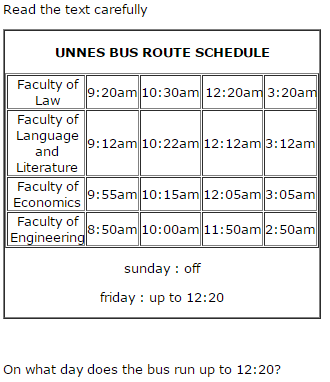 Read the text carefully
UNNES BUS ROUTE SCHEDULE
Faculty of Law 9:20am 10:30am 12:20am 3:20am
Faculty of Language and Literature 9:12am 10:22am 12:12am 3:12am
Faculty of Economics 9:55am 10:15am 12:05am 3:05am
Faculty of Engineering 8:50am 10:00am 11:50am 2:50am
sunday : off
friday : up to 12:20
On what day does the bus run up to 12:20?